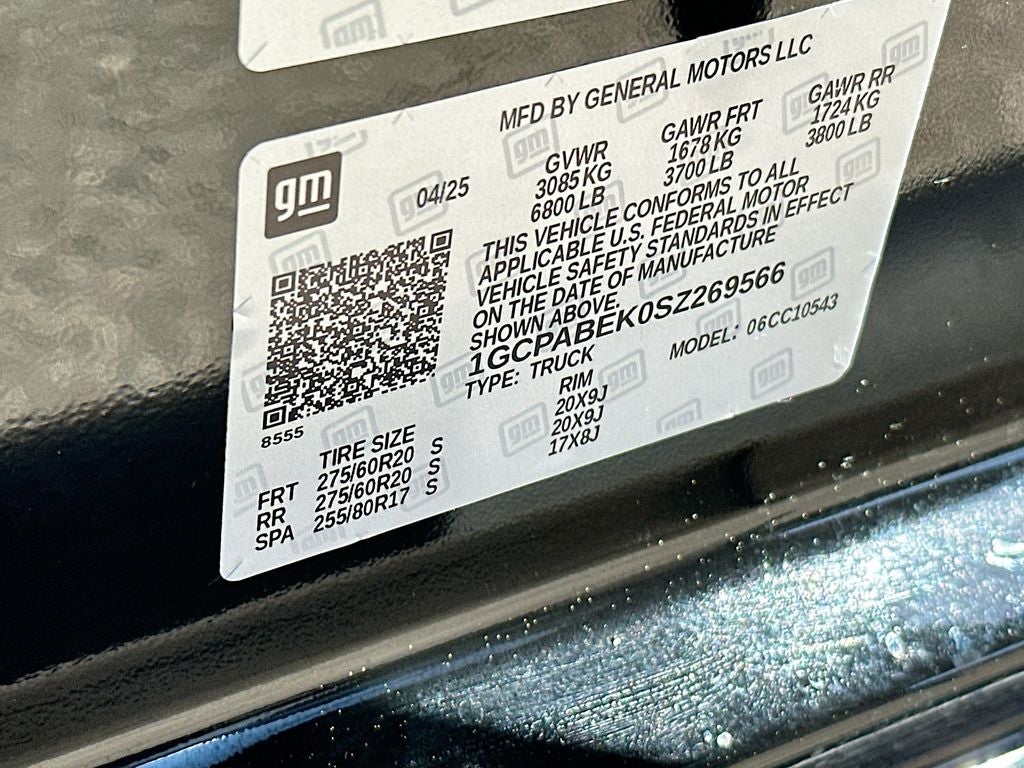 MFD BY GENERAL MOTORS LLC
gm
04/25
GVWR GAWR FRT GAWR RR
3085 KG 1678 KG 1724 KG
6800 LB 3700 LB 3800 LB
THIS VEHICLE CONFORMS TO ALL
APPLICABLE U.S. FEDERAL MOTOR
VEHICLE SAFETY STANDARDS IN EFFECT
ON THE DATE OF MANUFACTURE
SHOWN ABOVE.
1GCPABEK0SZ269566
TYPE: TRUCK MODEL: 06CC10543
8555
TIRE SIZE RIM
FRT 275/60R20 S 20X9J
RR 275/60R20 S 20X9J
SPA 255/80R17 S 17X8J